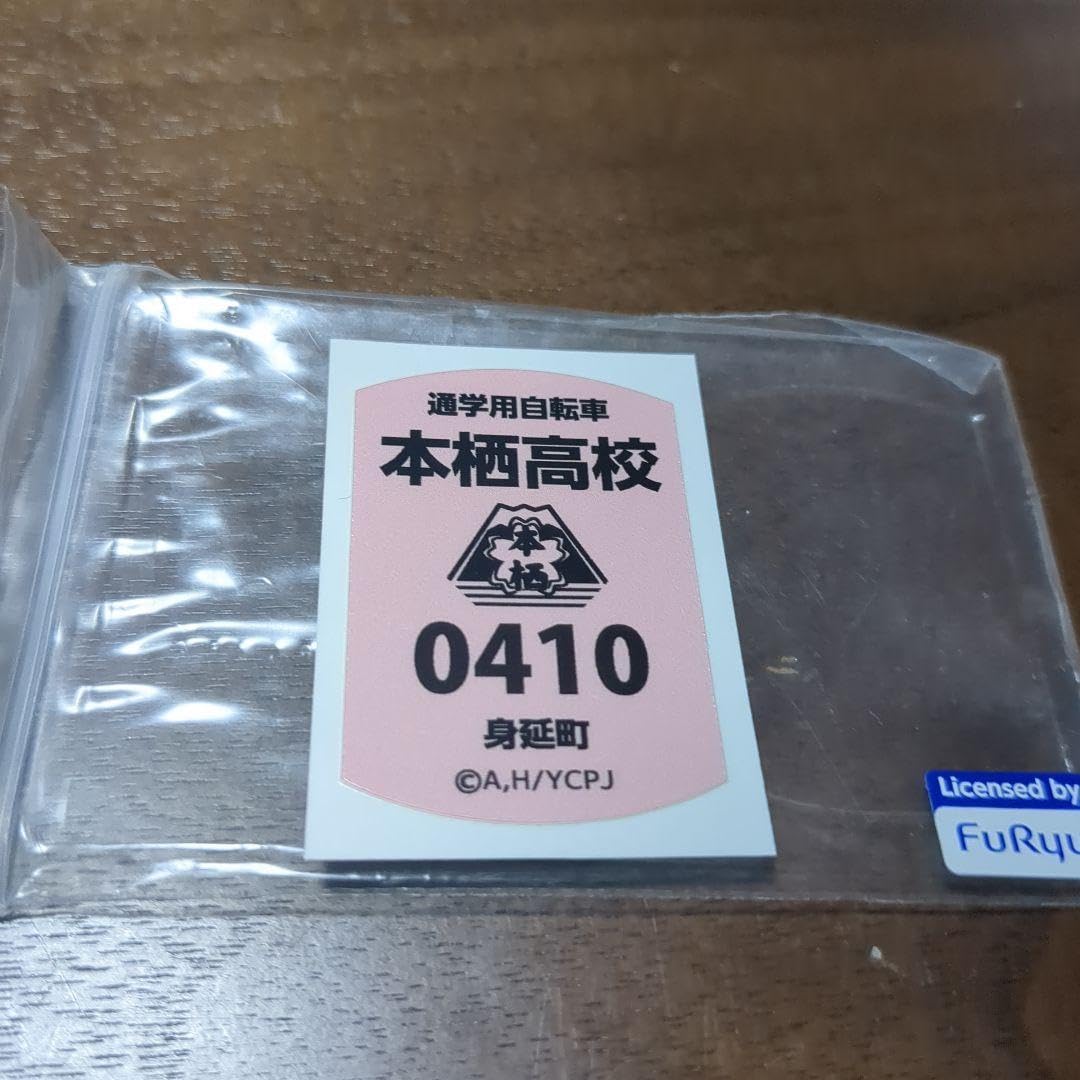 通学用自転車
本栖高校
本
栖
0410
身延町
©A,H/YCPJ
Licensed by
FuRyu